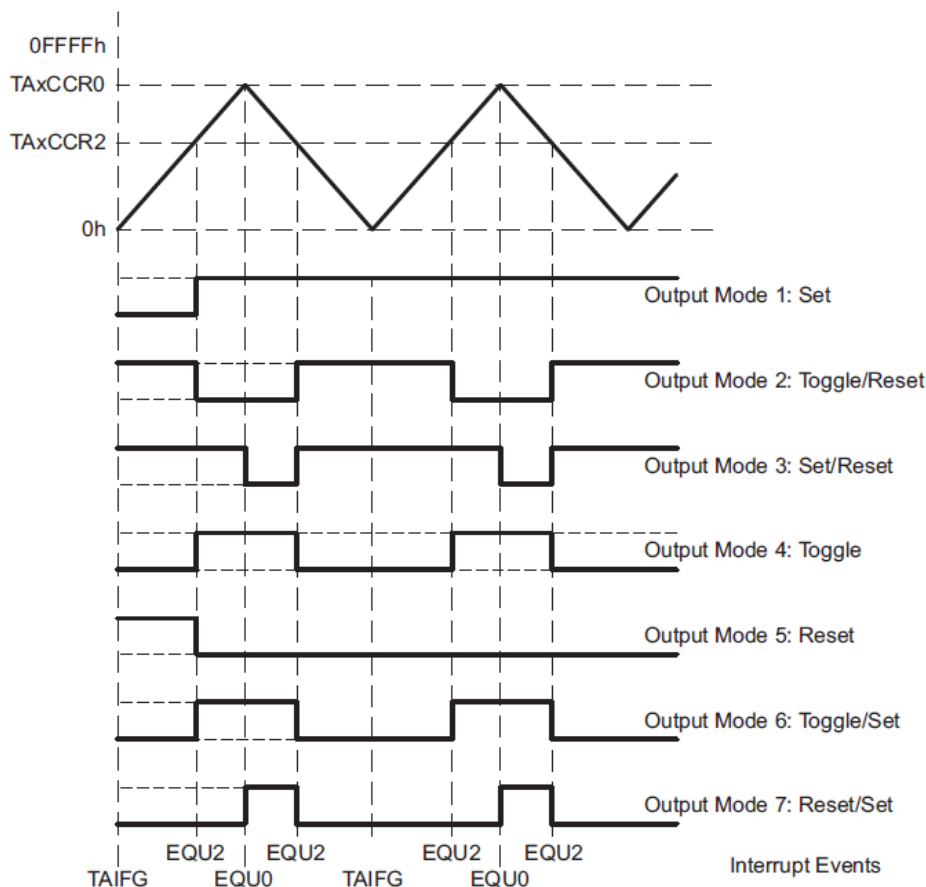 0FFFFh
TAxCCR0
TAxCCR2
0h
Output Mode 1: Set
Output Mode 2: Toggle/Reset
Output Mode 3: Set/Reset
Output Mode 4: Toggle
Output Mode 5: Reset
Output Mode 6: Toggle/Set
Output Mode 7: Reset/Set
EQU2 EQU2 EQU2 EQU2
TAIFG EQU0 TAIFG EQU0
Interrupt Events